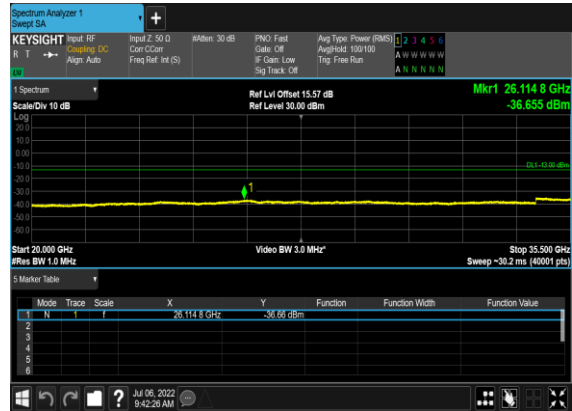 Spectrum Analyzer 1
Swept SA
KEYSIGHT
R T
Input: RF
Coupling: DC
Align: Auto
Input Z: 50 Ω
Corr CCorr
Freq Ref: Int (S)
#Atten: 30 dB
PNO: Fast
Gate: Off
IF Gain: Low
Sig Track: Off
Avg Type: Power (RMS)
Avg|Hold: 100/100
Trig: Free Run
1 2 3 4 5 6
A W W W W W
A N N N N N
1 Spectrum
Scale/Div 10 dB
Ref Lvl Offset 15.57 dB
Ref Level 30.00 dBm
Mkr1 26.114 8 GHz
-36.655 dBm
Log
20.0
10.0
0.00
-10.0
DL1 -13.00 dBm
-20.0
-30.0
1
-40.0
-50.0
-60.0
Start 20.000 GHz
#Res BW 1.0 MHz
Video BW 3.0 MHz*
Stop 35.500 GHz
Sweep ~30.2 ms (40001 pts)
5 Marker Table
Mode Trace Scale X Y Function Function Width Function Value
1 N 1 f 26.114 8 GHz -36.66 dBm
2
3
4
5
6
?
Jul 06, 2022
9:42:26 AM